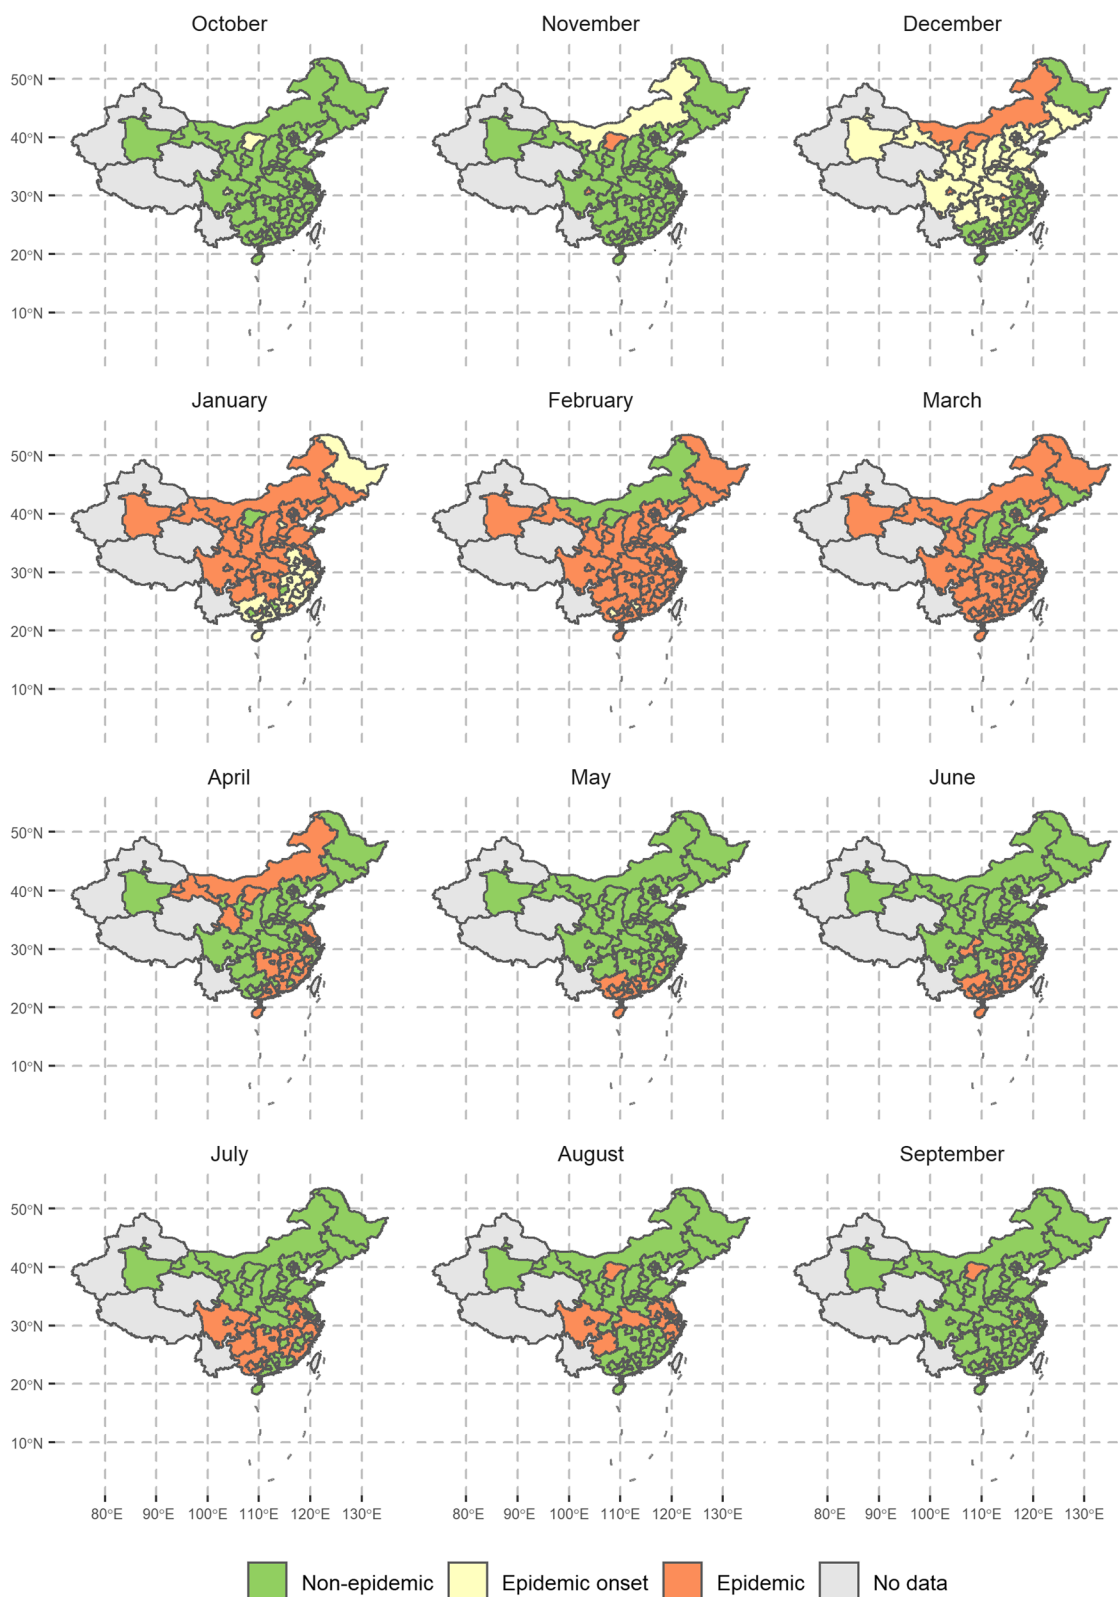 October November December
50°N
40°N
30°N
20°N
10°N
January February March
50°N
40°N
30°N
20°N
10°N
April May June
50°N
40°N
30°N
20°N
10°N
July August September
50°N
40°N
30°N
20°N
10°N
80°E 90°E 100°E 110°E 120°E 130°E 80°E 90°E 100°E 110°E 120°E 130°E 80°E 90°E 100°E 110°E 120°E 130°E
Non-epidemic Epidemic onset Epidemic No data